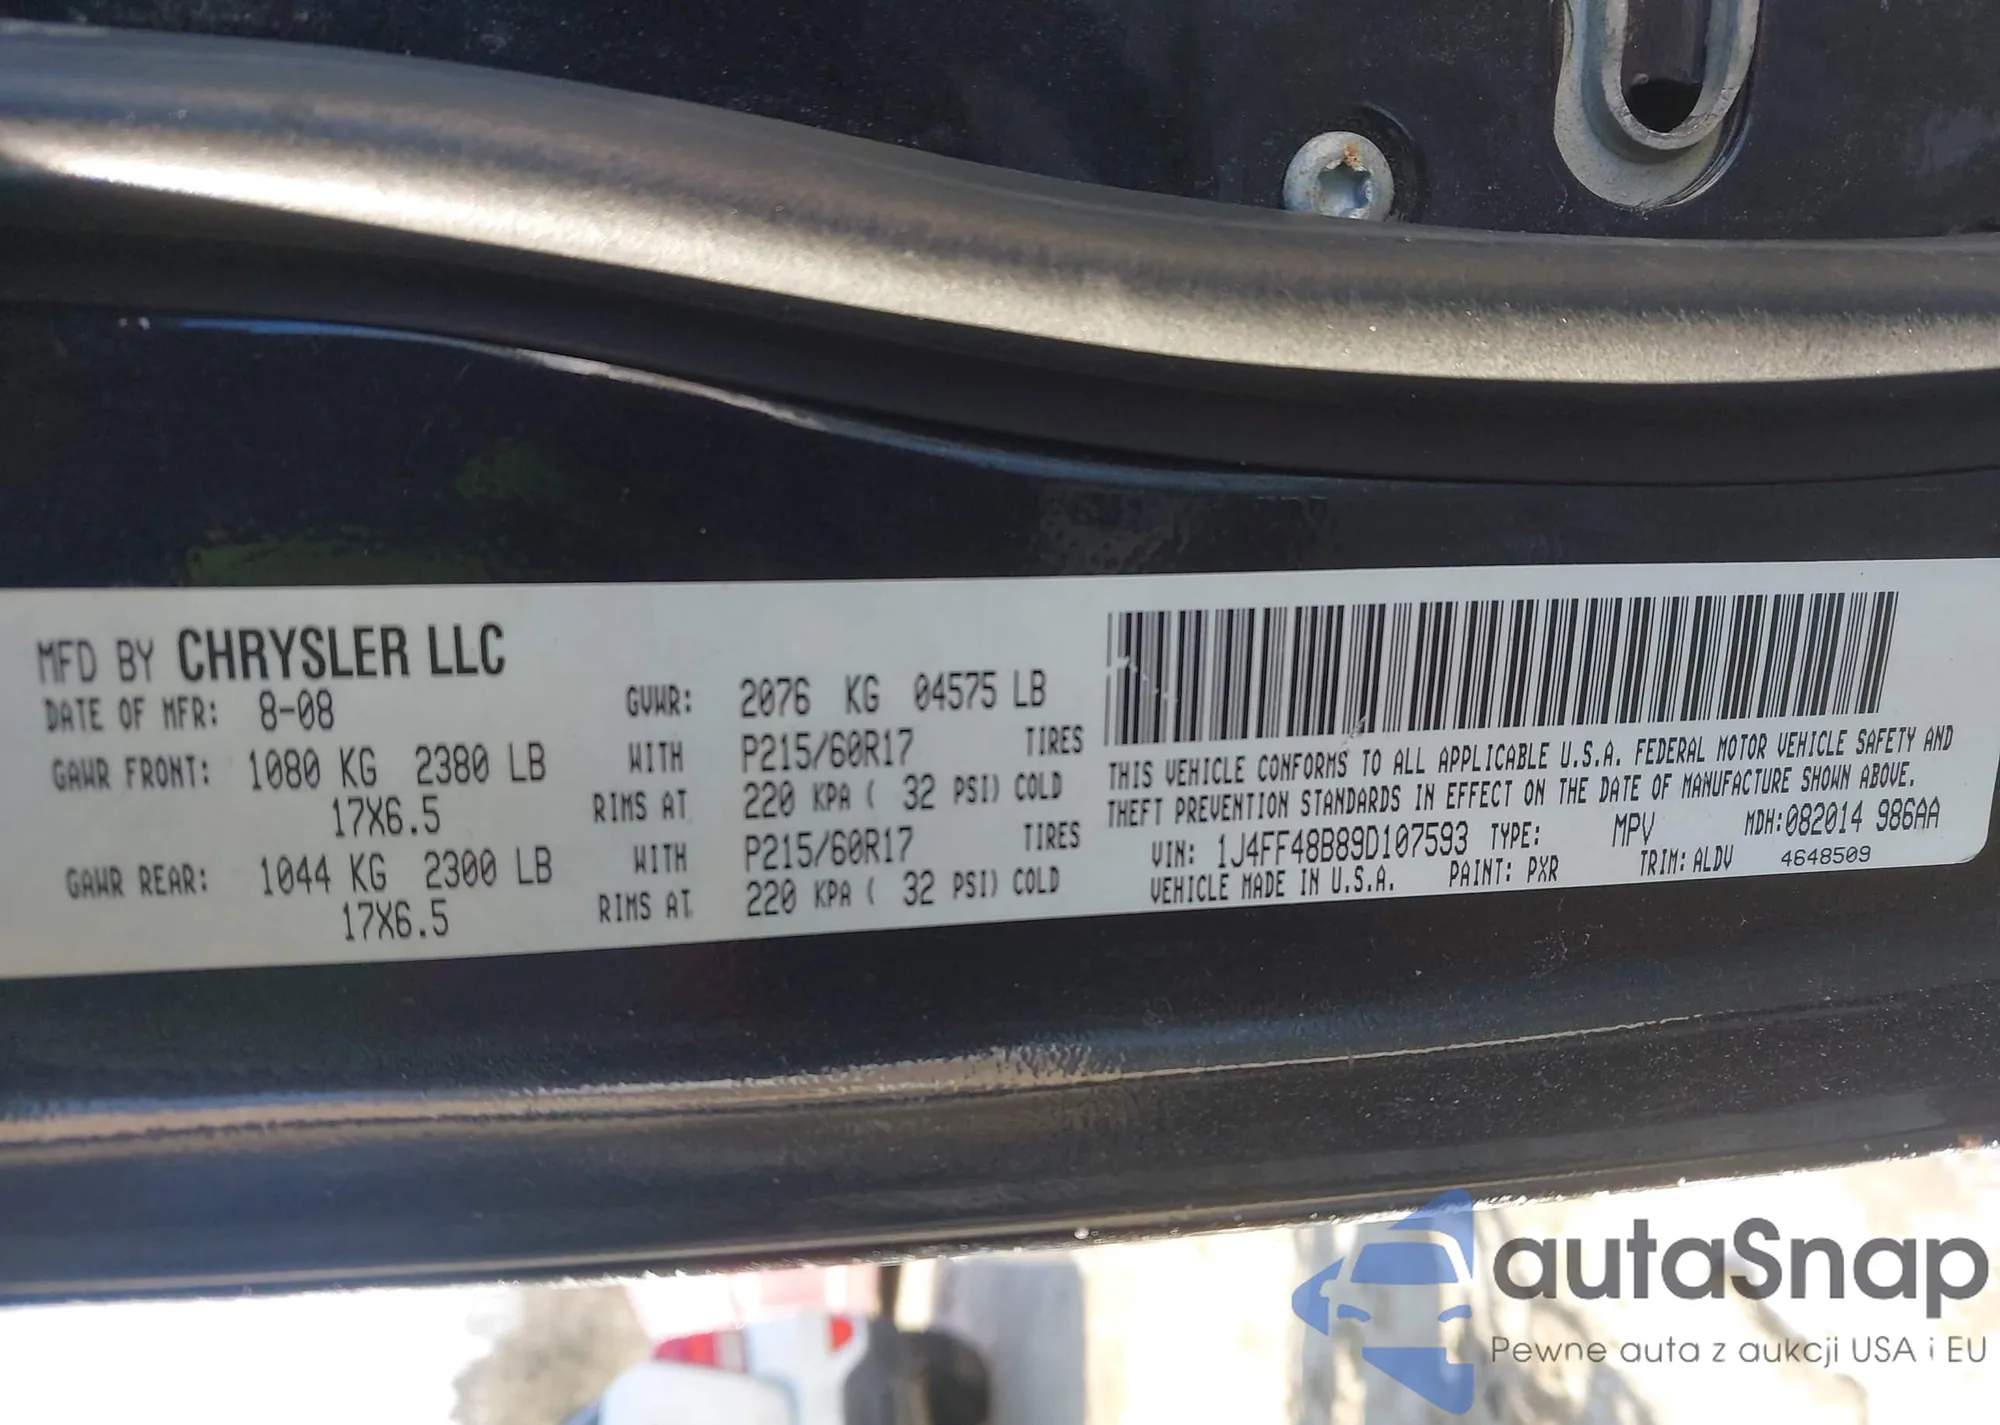 MFD BY CHRYSLER LLC
DATE OF MFR: 8-08
GVWR: 2076 KG 04575 LB
GAWR FRONT: 1080 KG 2380 LB
WITH P215/60R17 TIRES
17X6.5
RIMS AT 220 KPA ( 32 PSI) COLD
GAWR REAR: 1044 KG 2300 LB
WITH P215/60R17 TIRES
17X6.5
RIMS AT 220 KPA ( 32 PSI) COLD
THIS VEHICLE CONFORMS TO ALL APPLICABLE U.S.A. FEDERAL MOTOR VEHICLE SAFETY AND
THEFT PREVENTION STANDARDS IN EFFECT ON THE DATE OF MANUFACTURE SHOWN ABOVE.
VIN: 1J4FF48B89D107593 TYPE: MPV MDH:082014 986AA
VEHICLE MADE IN U.S.A. PAINT: PXR TRIM: ALDV 4648509
autaSnap
Pewne auta z aukcji USA i EU